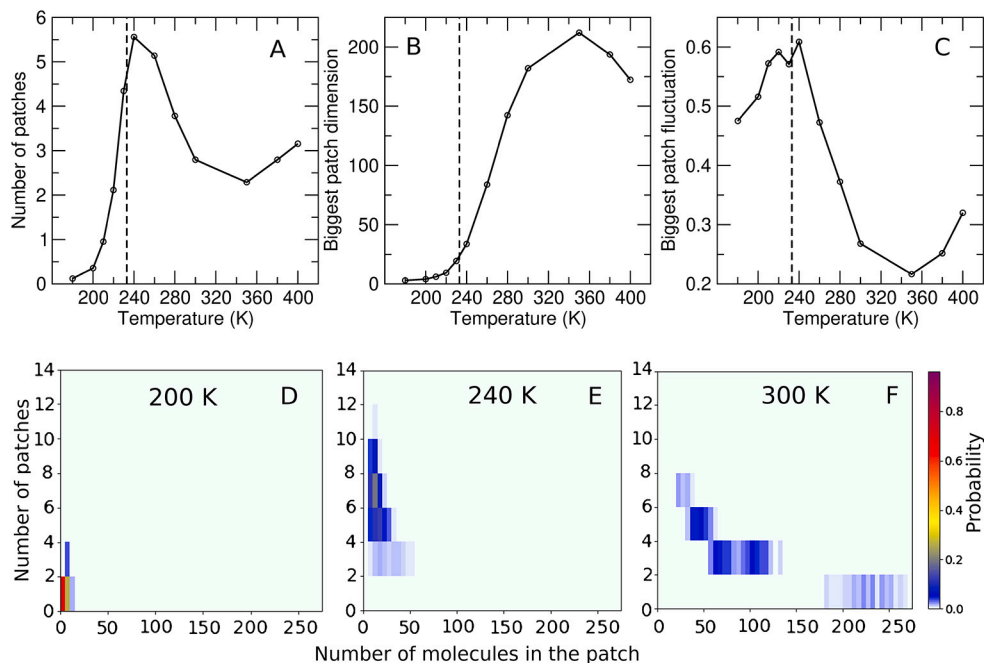 A
B
C
Number of patches
6
5
4
3
2
1
0
200 240 280 320 360 400
Temperature (K)
Biggest patch dimension
200
150
100
50
0
200 240 280 320 360 400
Temperature (K)
Biggest patch fluctuation
0.6
0.5
0.4
0.3
0.2
200 240 280 320 360 400
Temperature (K)
200 K D
Number of patches
14
12
10
8
6
4
2
0
0 50 100 150 200 250
240 K E
14
12
10
8
6
4
2
0
0 50 100 150 200 250
300 K F
14
12
10
8
6
4
2
0
0 50 100 150 200 250
0.8
0.6
0.4
0.2
0.0
Probability
Number of molecules in the patch